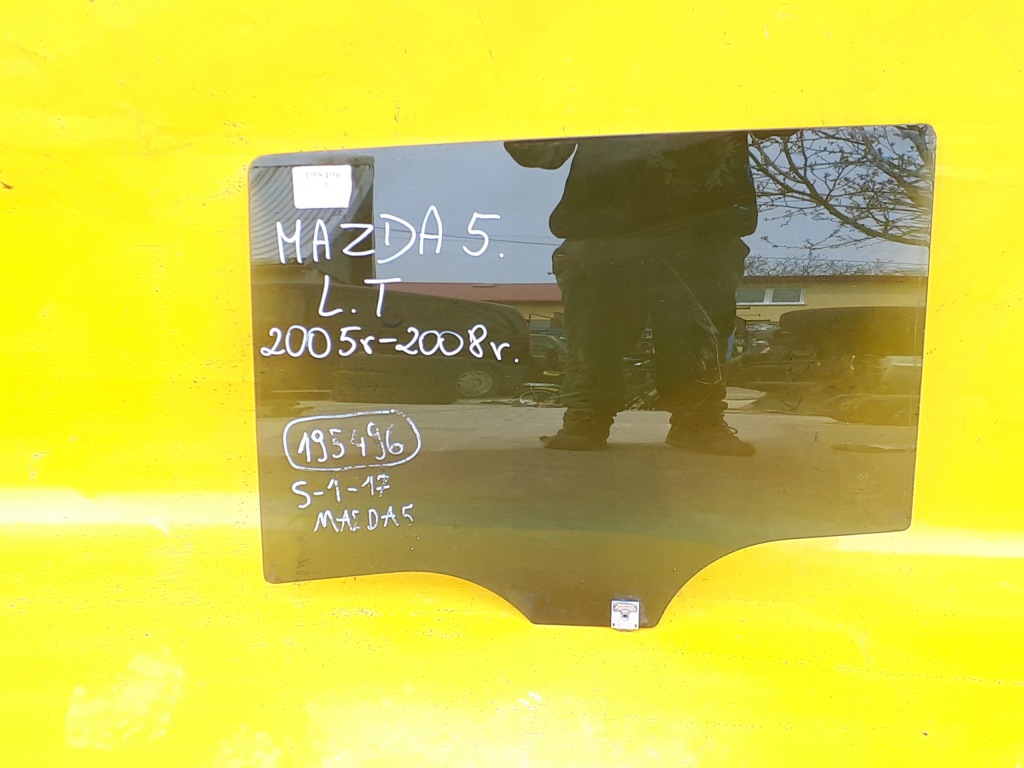 MAZDA 5.
L.T
2005r-2008r.
195496
S-1-17
MAZDA5